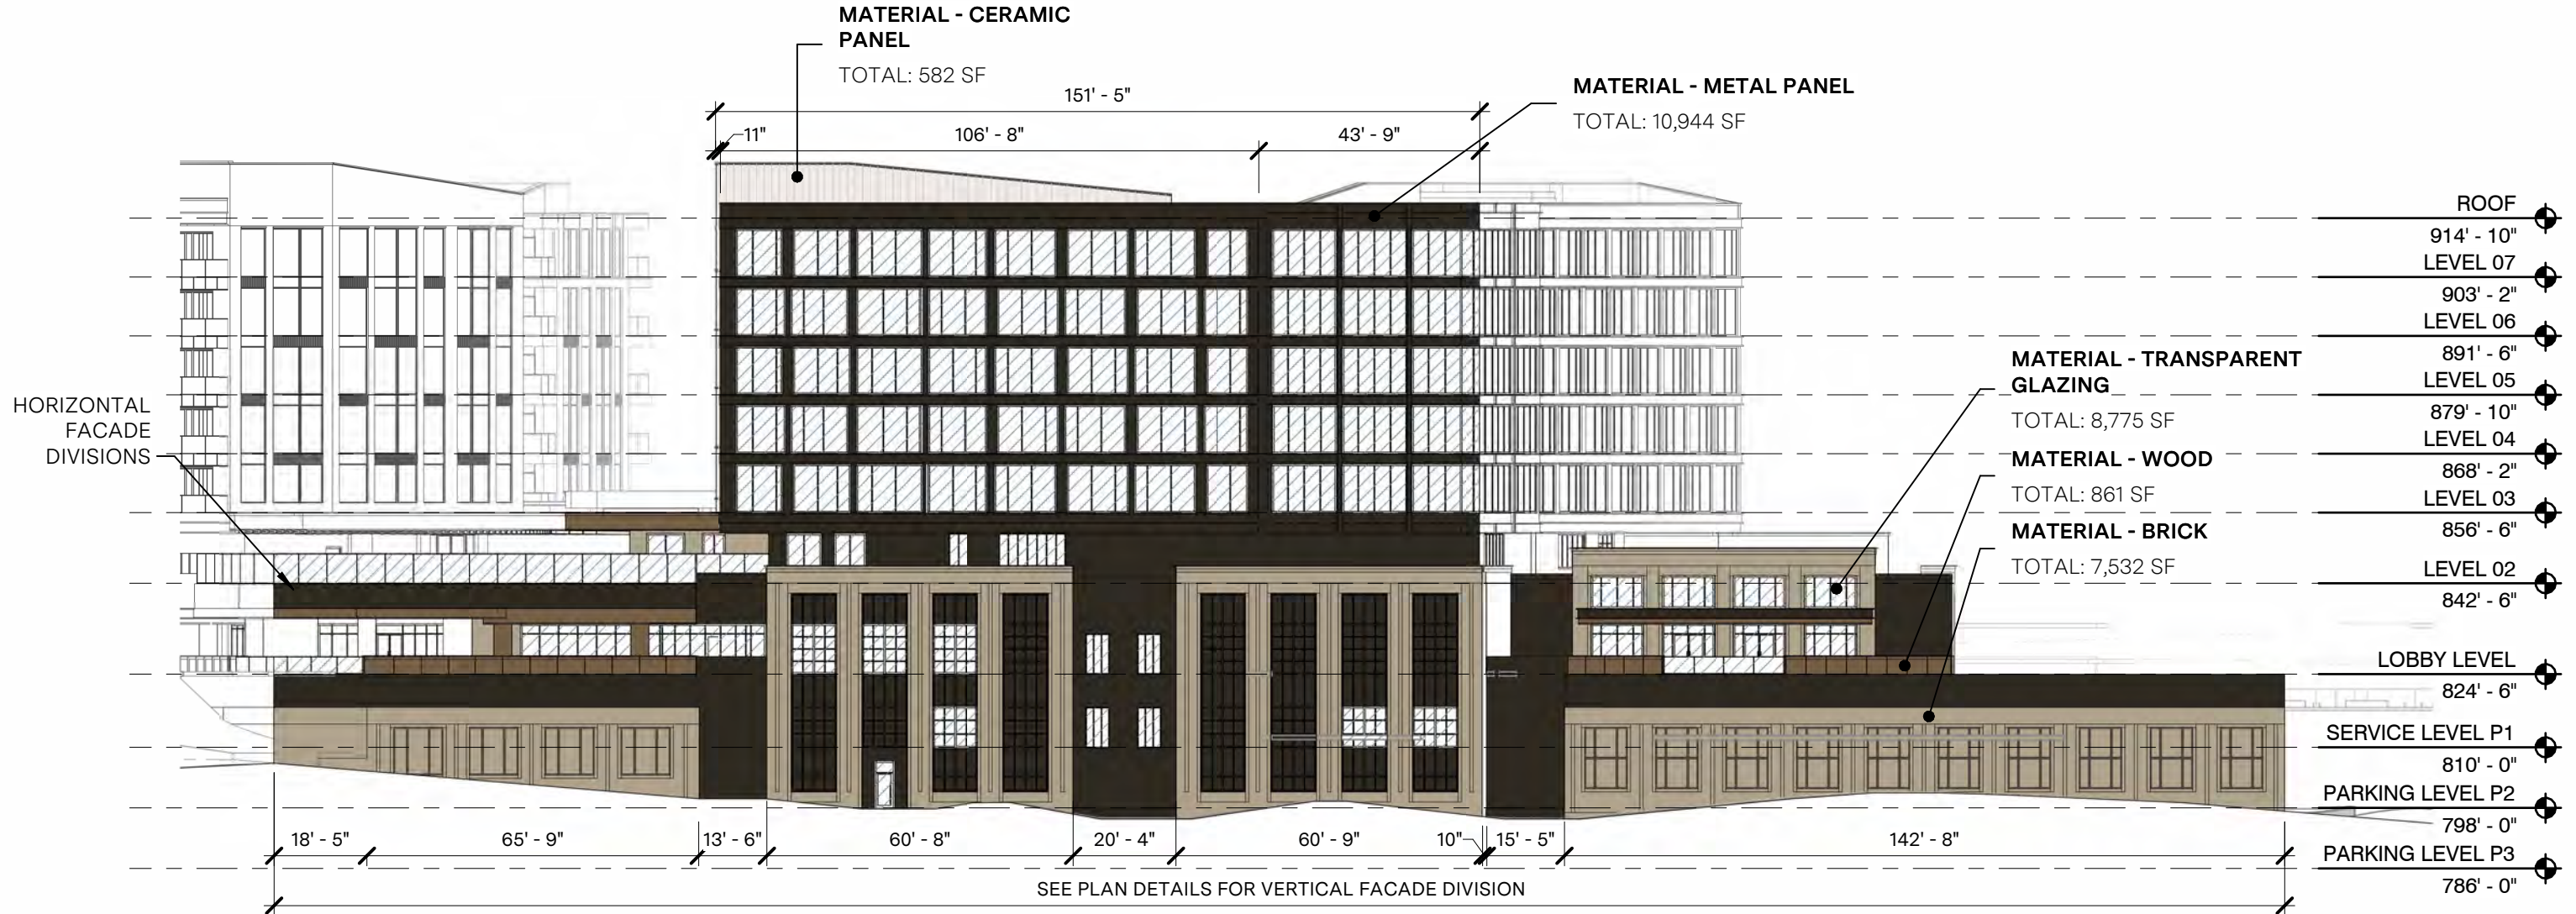 MATERIAL - CERAMIC
PANEL
TOTAL: 582 SF
MATERIAL - METAL PANEL
TOTAL: 10,944 SF
151' - 5"
11"
106' - 8"
43' - 9"
ROOF
914' - 10"
LEVEL 07
903' - 2"
LEVEL 06
891' - 6"
LEVEL 05
879' - 10"
LEVEL 04
868' - 2"
LEVEL 03
856' - 6"
LEVEL 02
842' - 6"
LOBBY LEVEL
824' - 6"
SERVICE LEVEL P1
810' - 0"
PARKING LEVEL P2
798' - 0"
PARKING LEVEL P3
786' - 0"
MATERIAL - TRANSPARENT
GLAZING
TOTAL: 8,775 SF
MATERIAL - WOOD
TOTAL: 861 SF
MATERIAL - BRICK
TOTAL: 7,532 SF
HORIZONTAL
FACADE
DIVISIONS
18' - 5"
65' - 9"
13' - 6"
60' - 8"
20' - 4"
60' - 9"
10"
15' - 5"
142' - 8"
SEE PLAN DETAILS FOR VERTICAL FACADE DIVISION